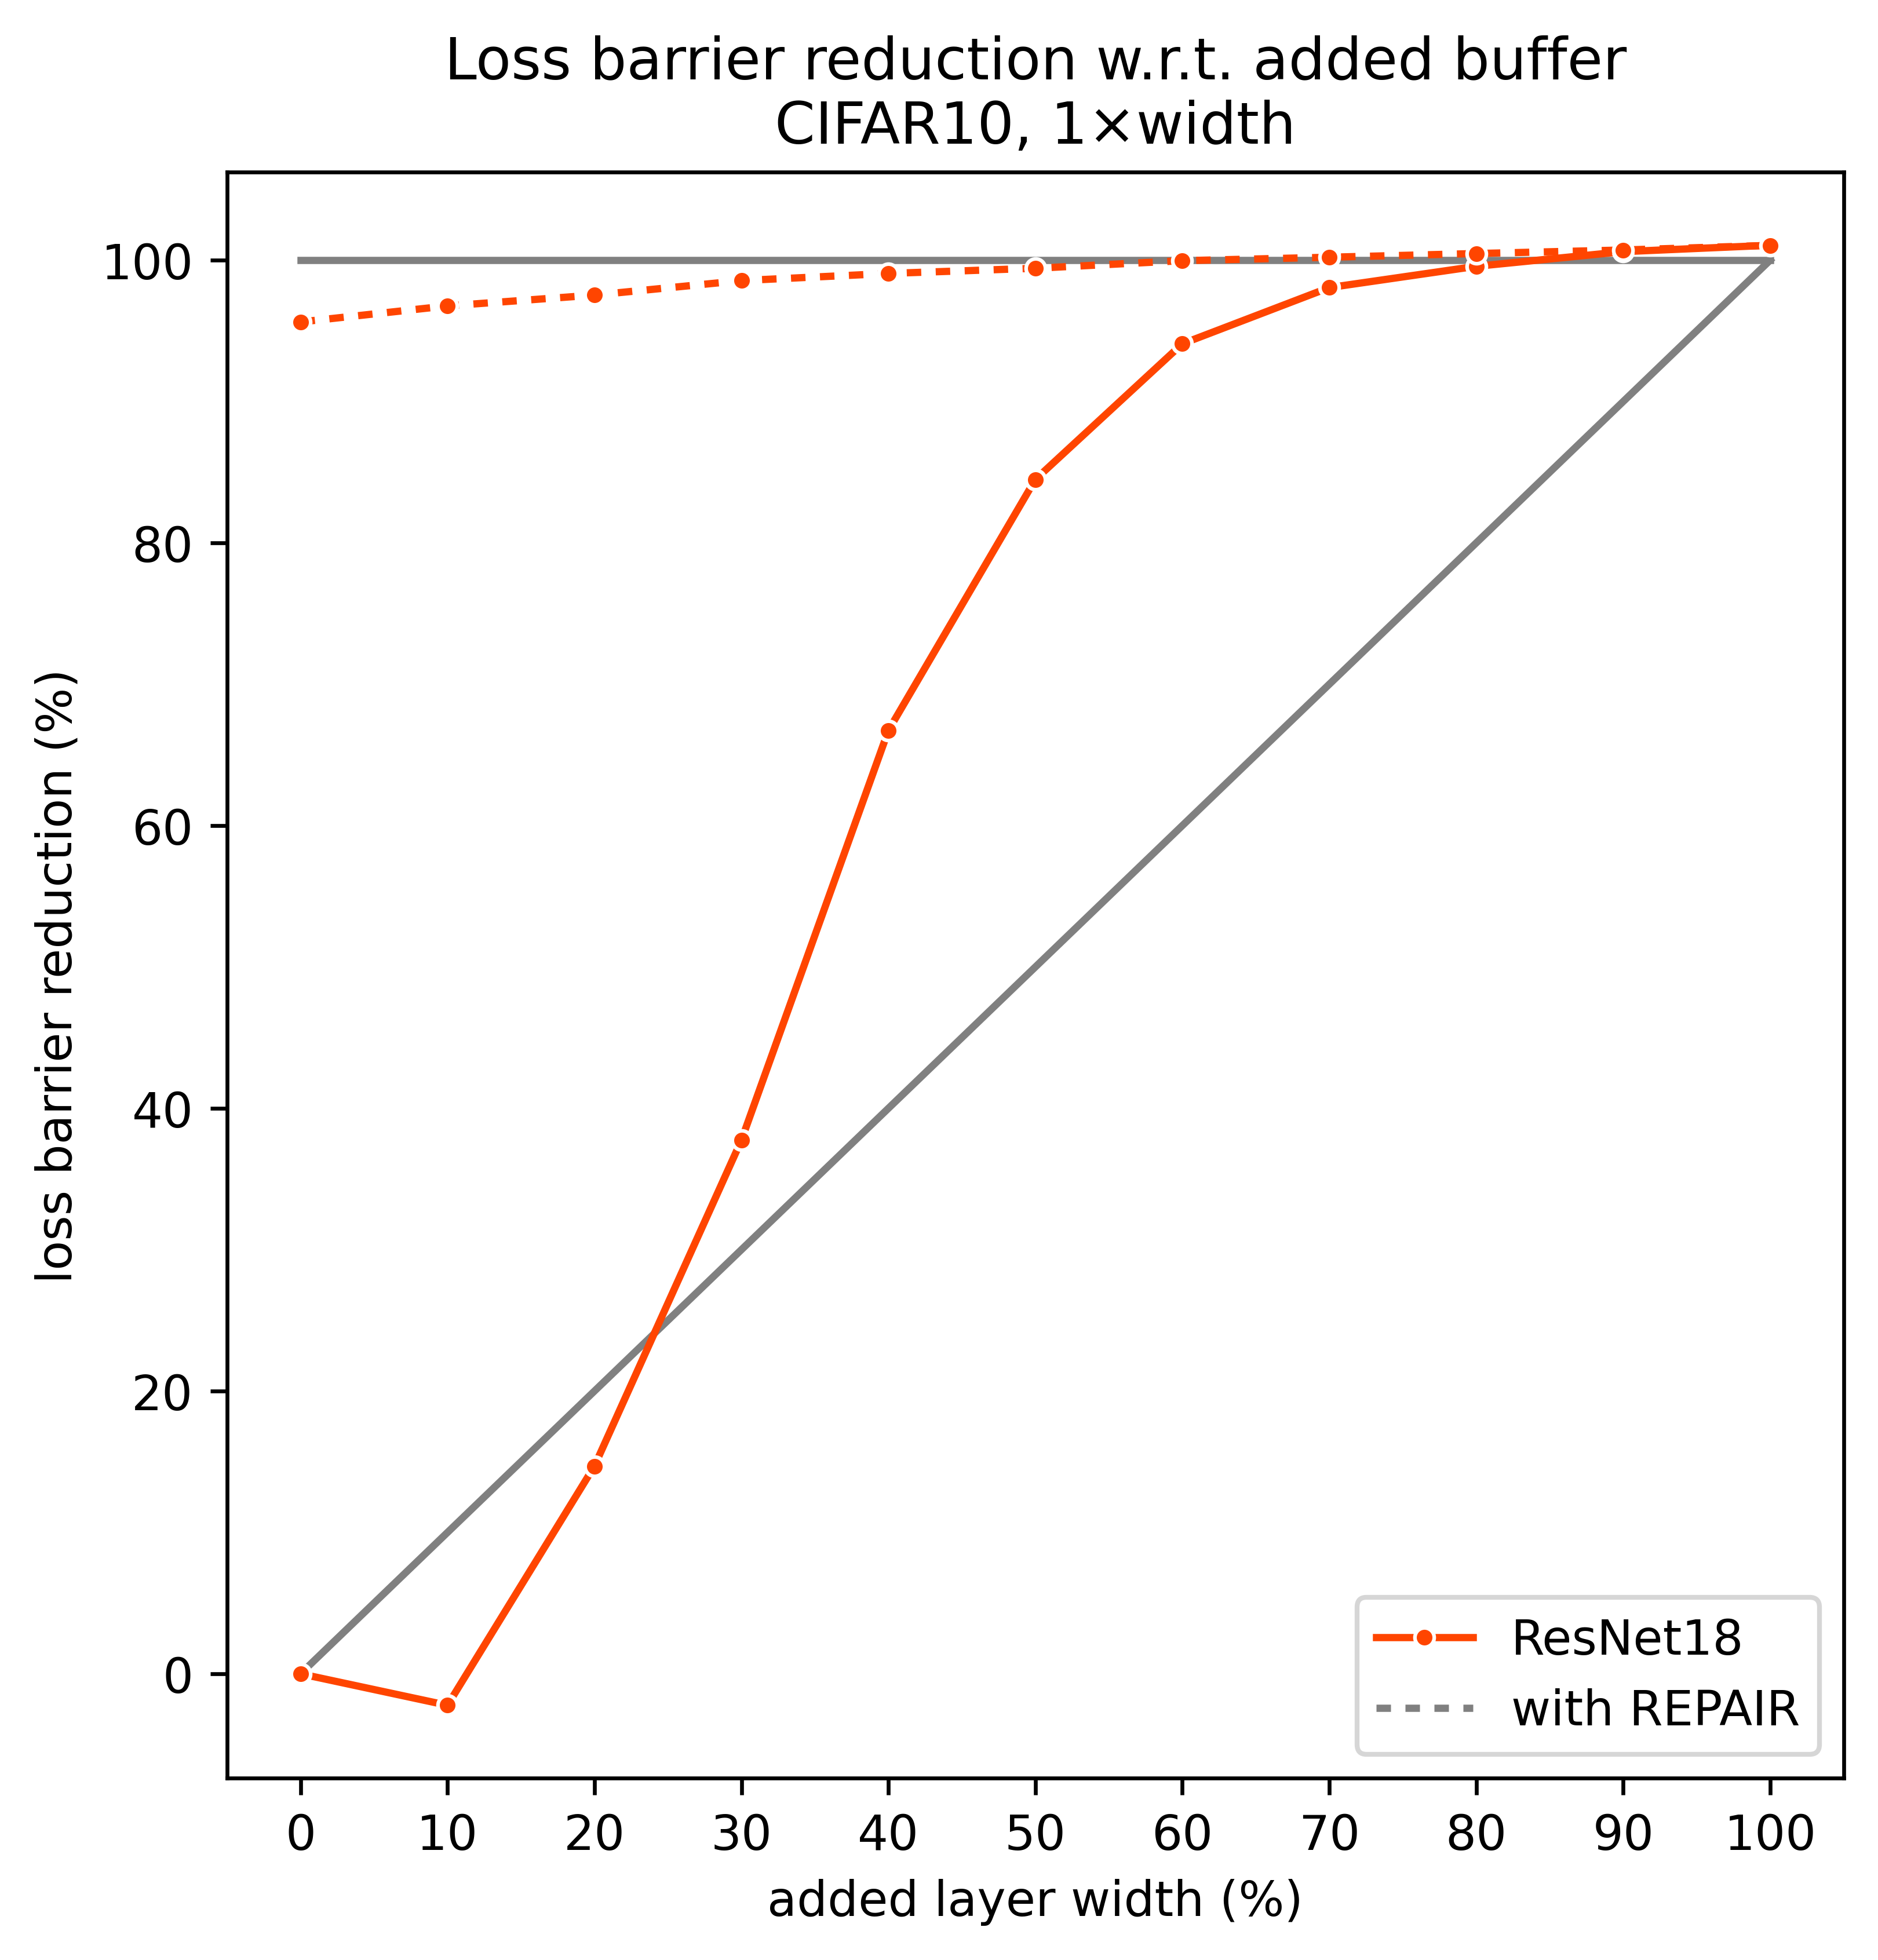 Loss barrier reduction w.r.t. added buffer
CIFAR10, 1×width
loss barrier reduction (%)
100
80
60
40
20
0
0 10 20 30 40 50 60 70 80 90 100
added layer width (%)
ResNet18
with REPAIR